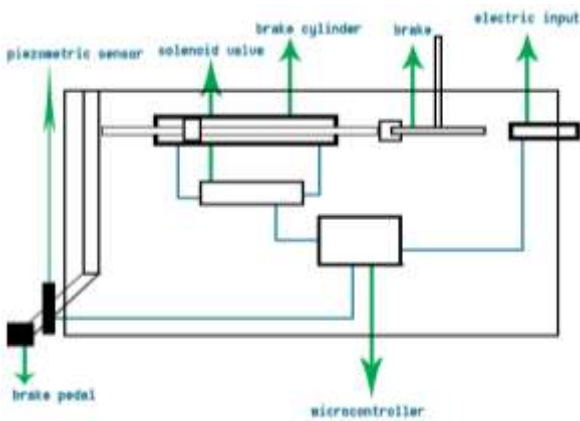 electric input
brake cylinder
brake
piezometric sensor
solenoid valve
brake pedal
microcontroller